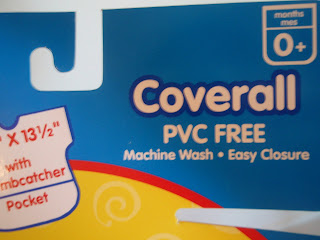 months
mes
0+
Coverall
PVC FREE
Machine Wash • Easy Closure
X 13½"
with
Pocket